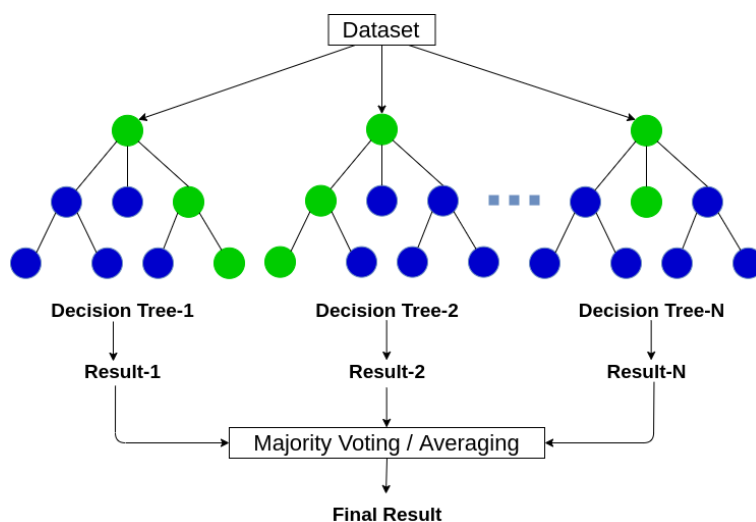 Dataset
Decision Tree-1
Decision Tree-2
Decision Tree-N
Result-1
Result-2
Result-N
Majority Voting / Averaging
Final Result